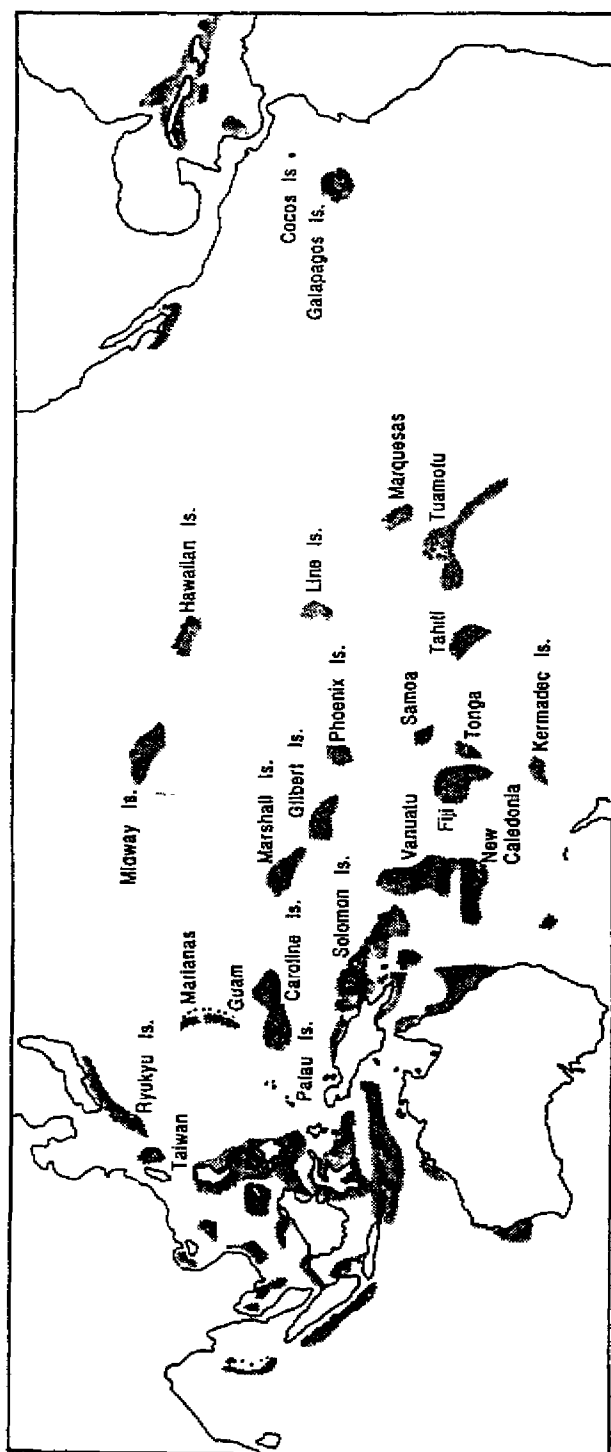 Ryukyu Is.
Taiwan
Marianas
Guam
Palau Is.
Caroline Is.
Midway Is.
Marshall Is.
Gilbert Is.
Solomon Is.
Hawaiian Is.
Line Is.
Phoenix Is.
Vanuatu
Fiji
New
Caledonia
Samoa
Tonga
Kermadec Is.
Tahiti
Marquesas
Tuamotu
Cocos Is.
Galapagos Is.